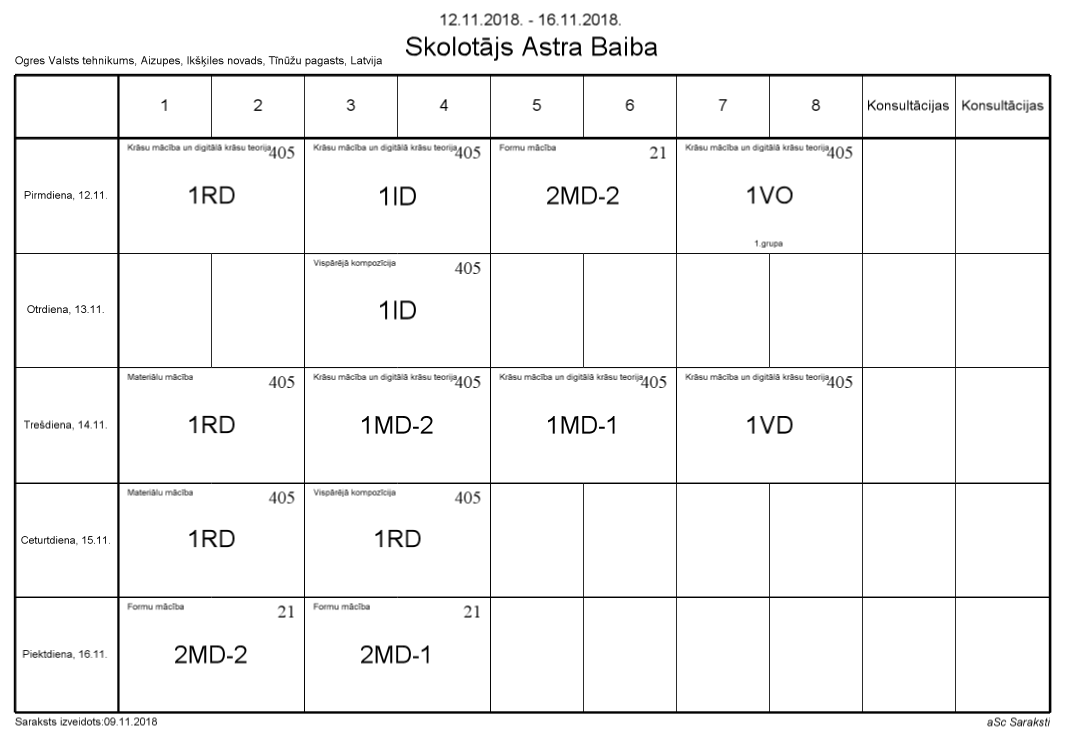 12.11.2018. - 16.11.2018.
Skolotājs Astra Baiba
Ogres Valsts tehnikums, Aizupes, Ikšķiles novads, Tīnūžu pagasts, Latvija
1 2 3 4 5 6 7 8 Konsultācijas Konsultācijas
Krāsu mācība un digitālā krāsu teorija 405 Krāsu mācība un digitālā krāsu teorija 405 Formu mācība 21 Krāsu mācība un digitālā krāsu teorija 405
Pirmdiena, 12.11. 1RD 1ID 2MD-2 1VO
1.grupa
Vispārējā kompozīcija 405
Otrdiena, 13.11. 1ID
Materiālu mācība 405 Krāsu mācība un digitālā krāsu teorija 405 Krāsu mācība un digitālā krāsu teorija 405 Krāsu mācība un digitālā krāsu teorija 405
Trešdiena, 14.11. 1RD 1MD-2 1MD-1 1VD
Materiālu mācība 405 Vispārējā kompozīcija 405
Ceturtdiena, 15.11. 1RD 1RD
Formu mācība 21 Formu mācība 21
Piektdiena, 16.11. 2MD-2 2MD-1
Saraksts izveidots:09.11.2018 aSc Saraksti